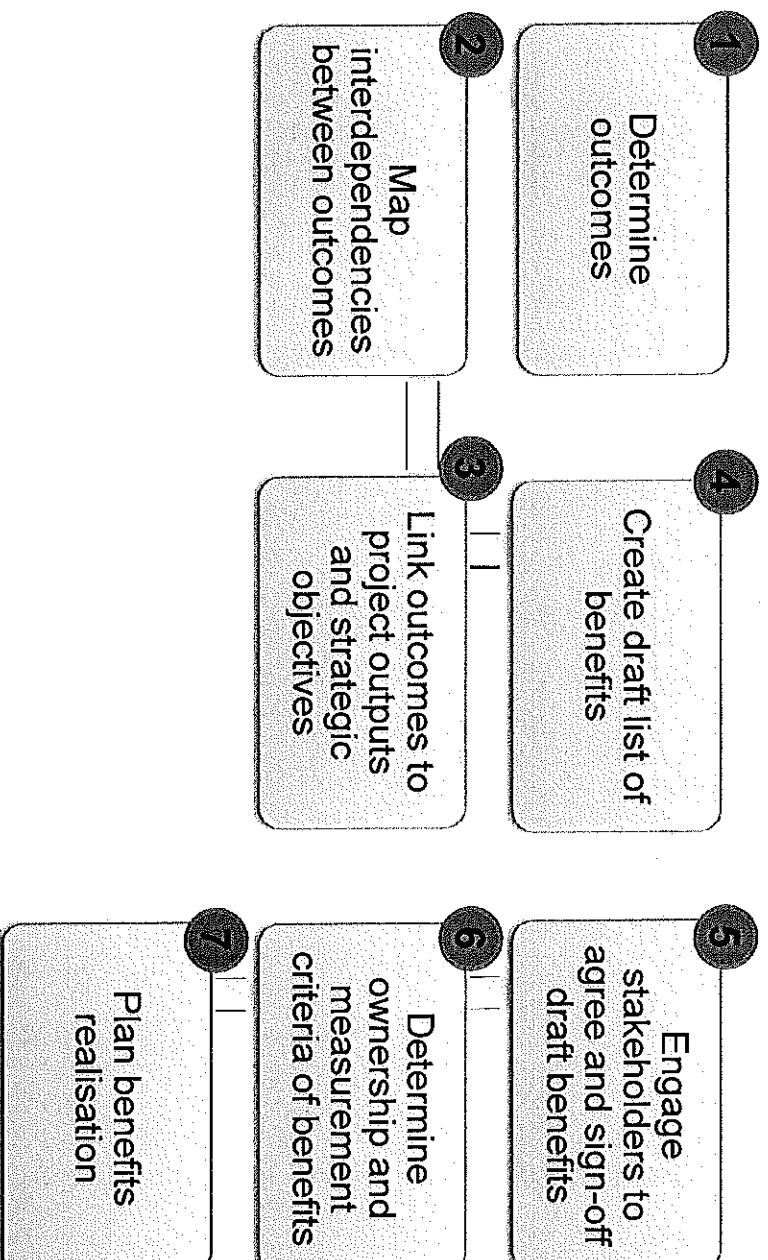 1
Determine
outcomes
2
Map
interdependencies
between outcomes
3
Link outcomes to
project outputs
and strategic
objectives
4
Create draft list of
benefits
5
Engage
stakeholders to
agree and sign-off
draft benefits
6
Determine
ownership and
measurement
criteria of benefits
7
Plan benefits
realisation